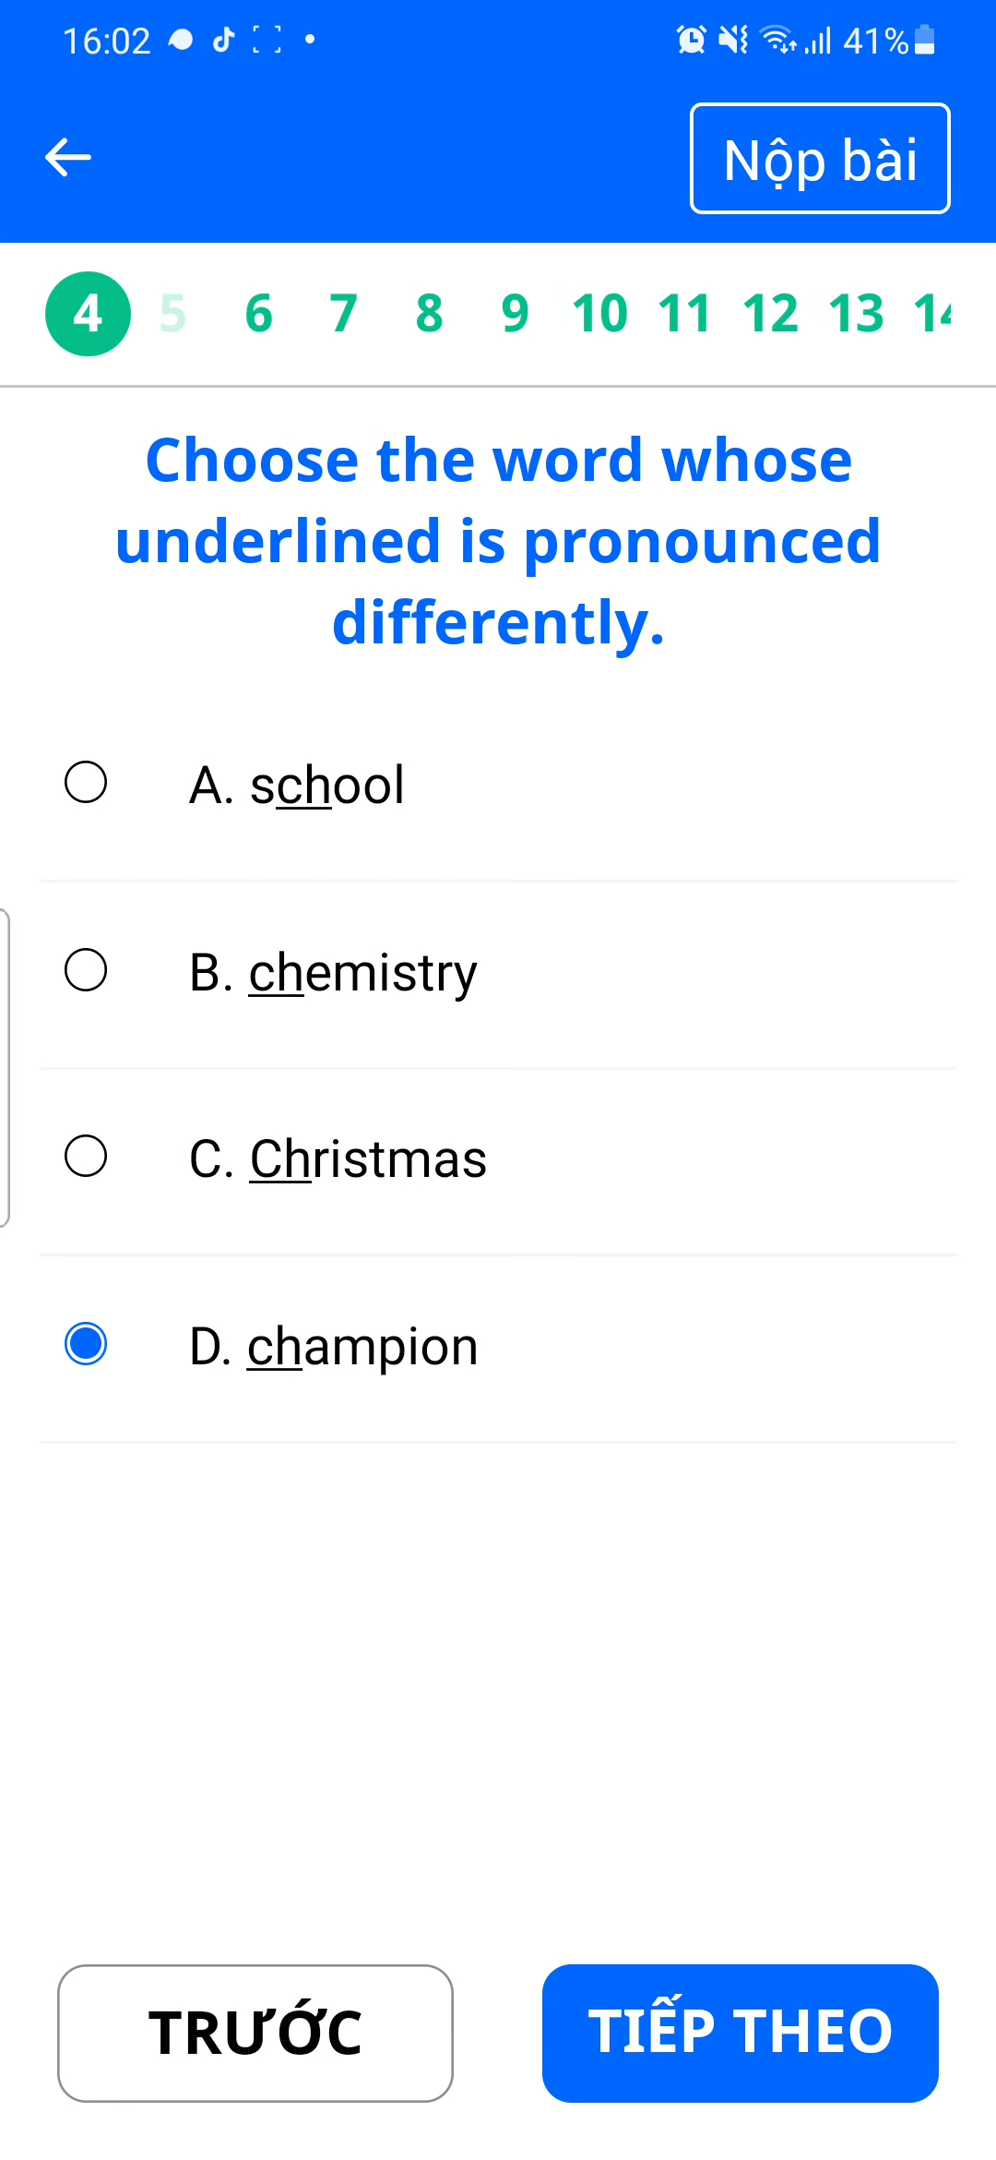 16:02 41%
Nộp bài
4 5 6 7 8 9 10 11 12 13 14
Choose the word whose
underlined is pronounced
differently.
A. school
B. chemistry
C. Christmas
D. champion
TRƯỚC TIẾP THEO